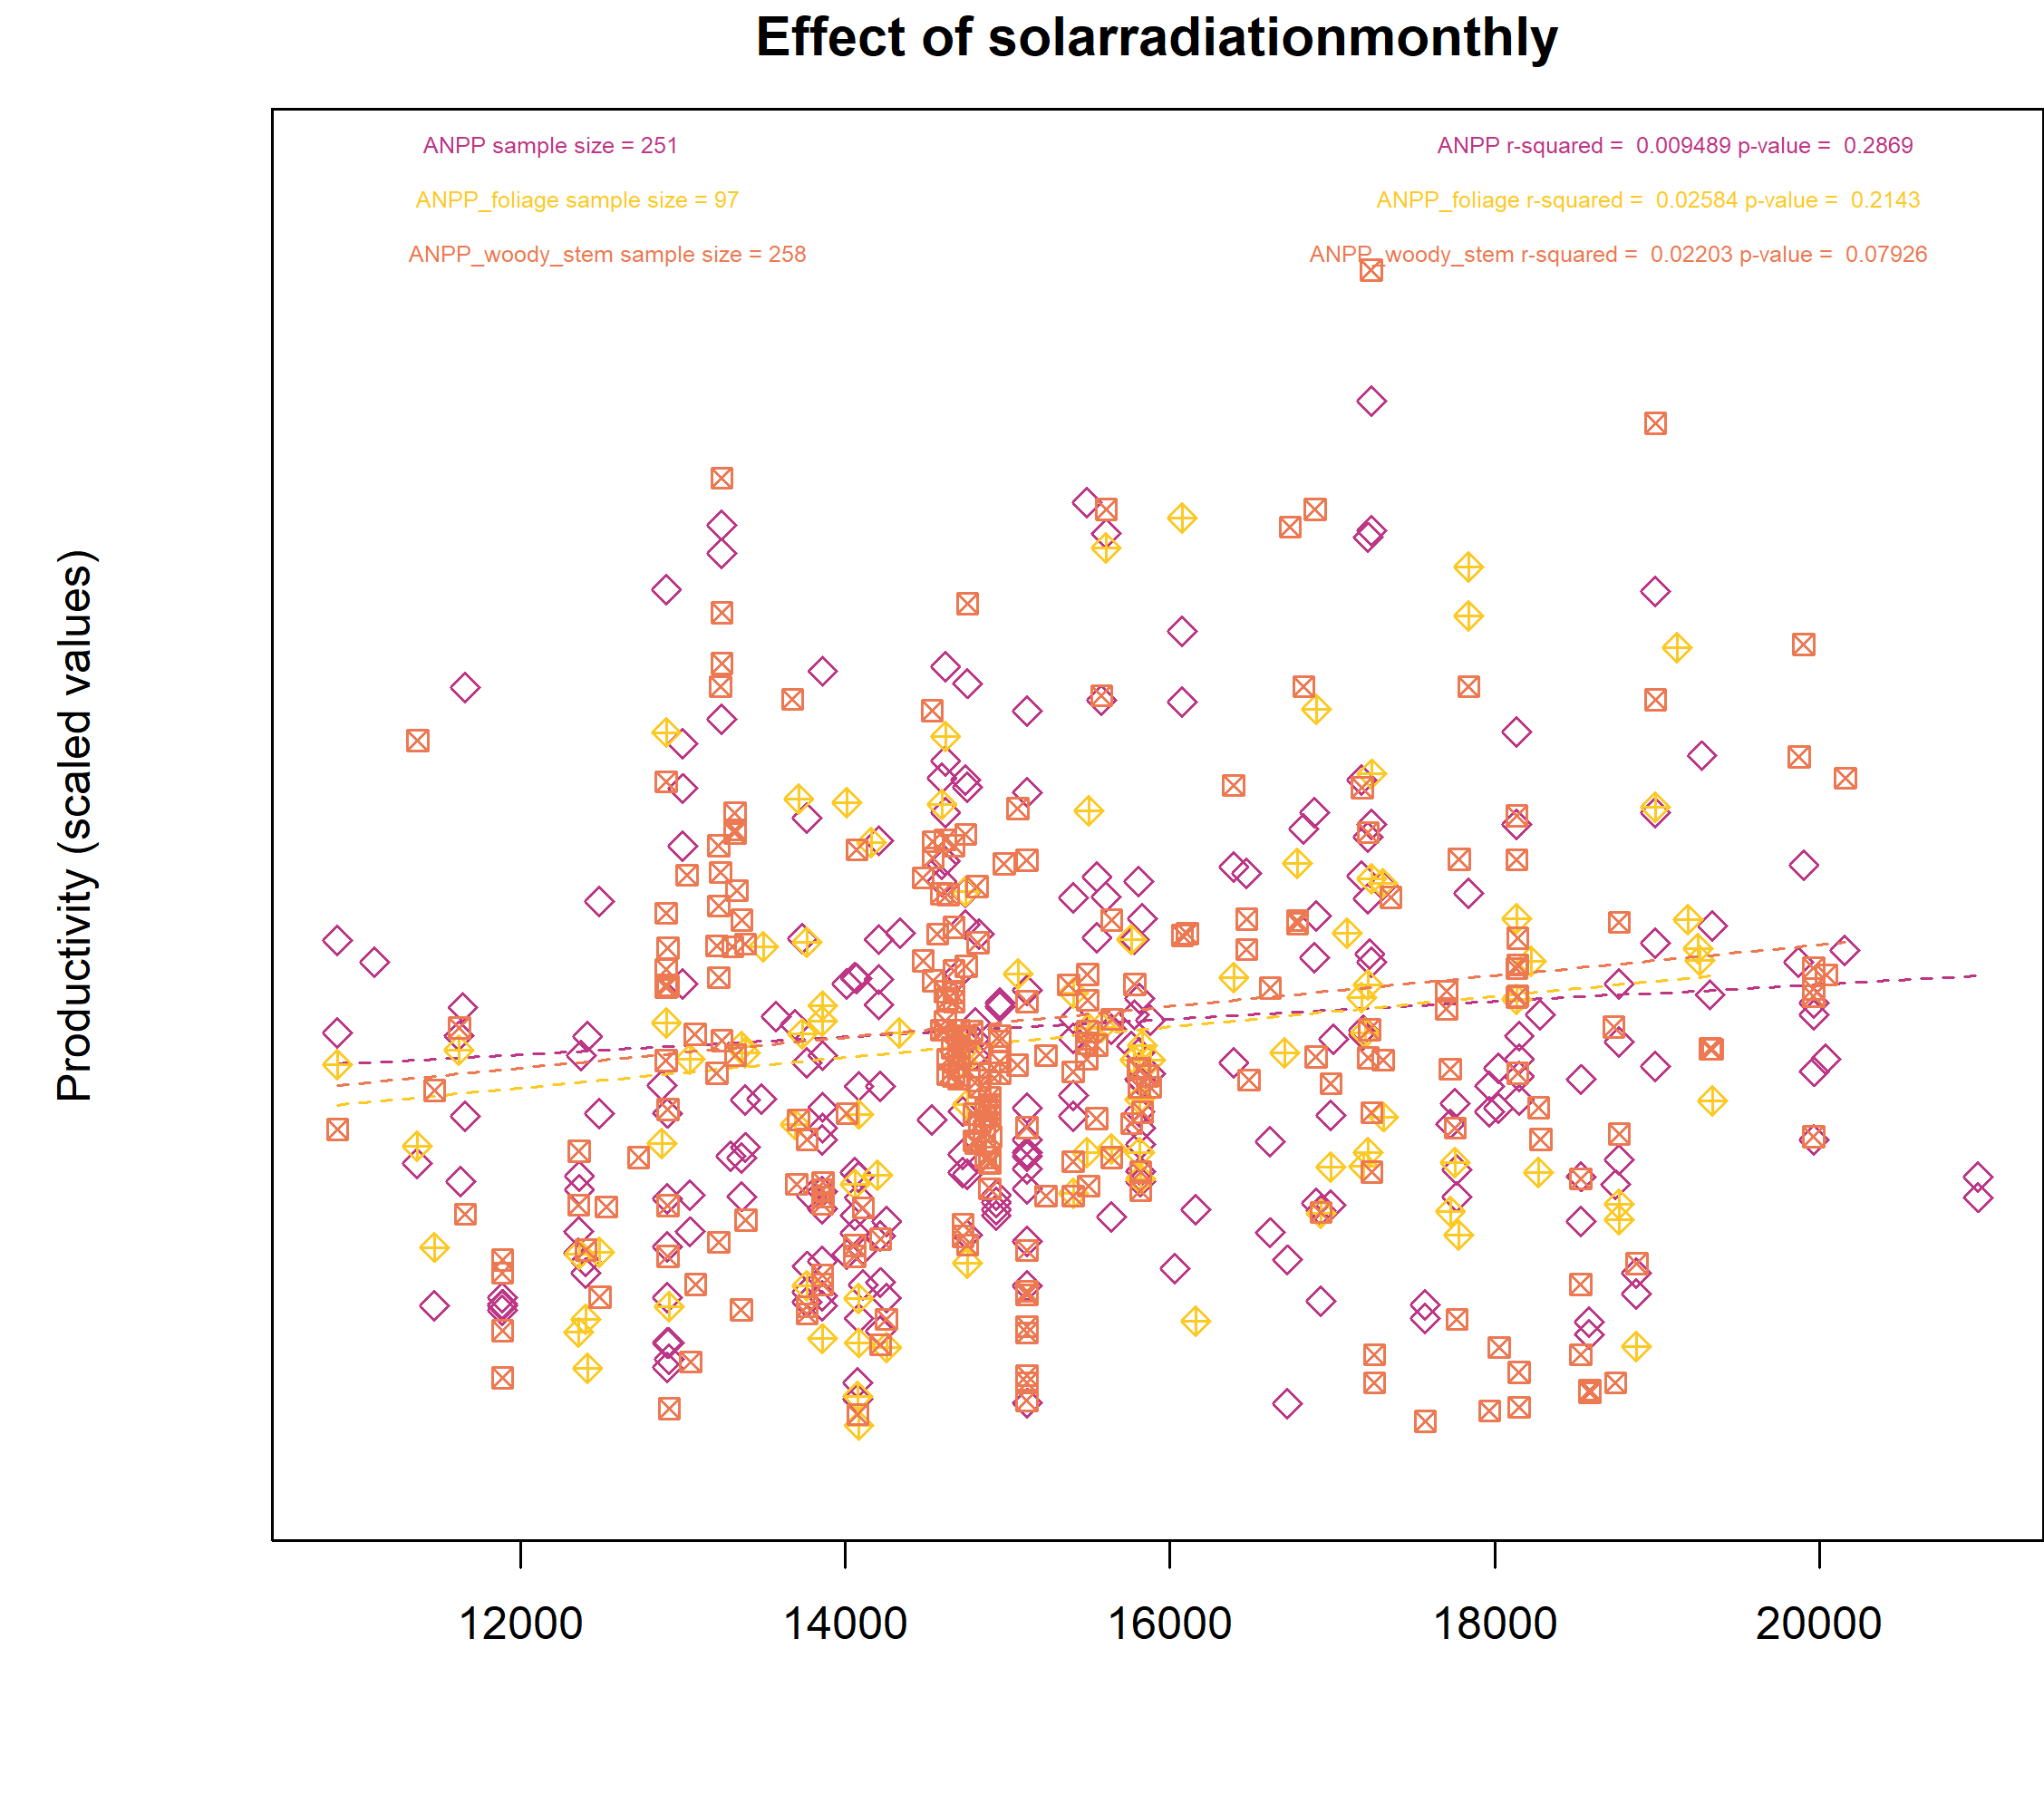 Effect of solarradiationmonthly
ANPP sample size = 251
ANPP r-squared =  0.009489 p-value =  0.2869
ANPP_foliage sample size = 97
ANPP_foliage r-squared =  0.02584 p-value =  0.2143
ANPP_woody_stem sample size = 258
ANPP_woody_stem r-squared =  0.02203 p-value =  0.07926
Productivity (scaled values)
12000 14000 16000 18000 20000